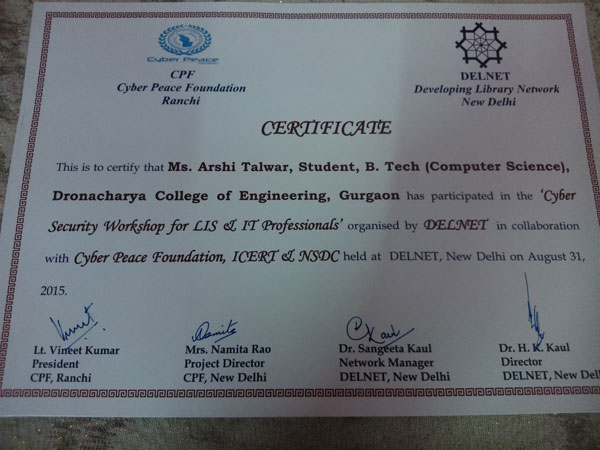 Cyber Peace
CPF
Cyber Peace Foundation
Ranchi
DELNET
Developing Library Network
New Delhi
CERTIFICATE
This is to certify that Ms. Arshi Talwar, Student, B. Tech (Computer Science),
Dronacharya College of Engineering, Gurgaon has participated in the 'Cyber
Security Workshop for LIS & IT Professionals' organised by DELNET in collaboration
with Cyber Peace Foundation, ICERT & NSDC held at DELNET, New Delhi on August 31,
2015.
Vineet
Namita
CKaul
Lt. Vineet Kumar
President
CPF, Ranchi
Mrs. Namita Rao
Project Director
CPF, New Delhi
Dr. Sangeeta Kaul
Network Manager
DELNET, New Delhi
Dr. H. K. Kaul
Director
DELNET, New Del